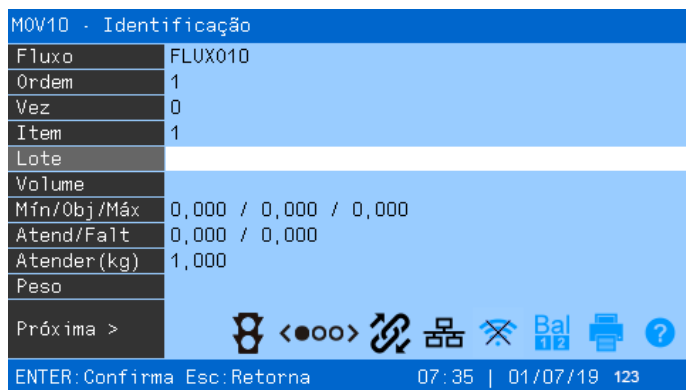 MOV10 - Identificação
Fluxo FLUX010
Ordem 1
Vez 0
Item 1
Lote
Volume
Mín/Obj/Máx 0,000 / 0,000 / 0,000
Atend/Falt 0,000 / 0,000
Atender(kg) 1,000
Peso
Próxima > <●oo> Bal 12 ?
ENTER:Confirma Esc:Retorna 07:35 | 01/07/19 123